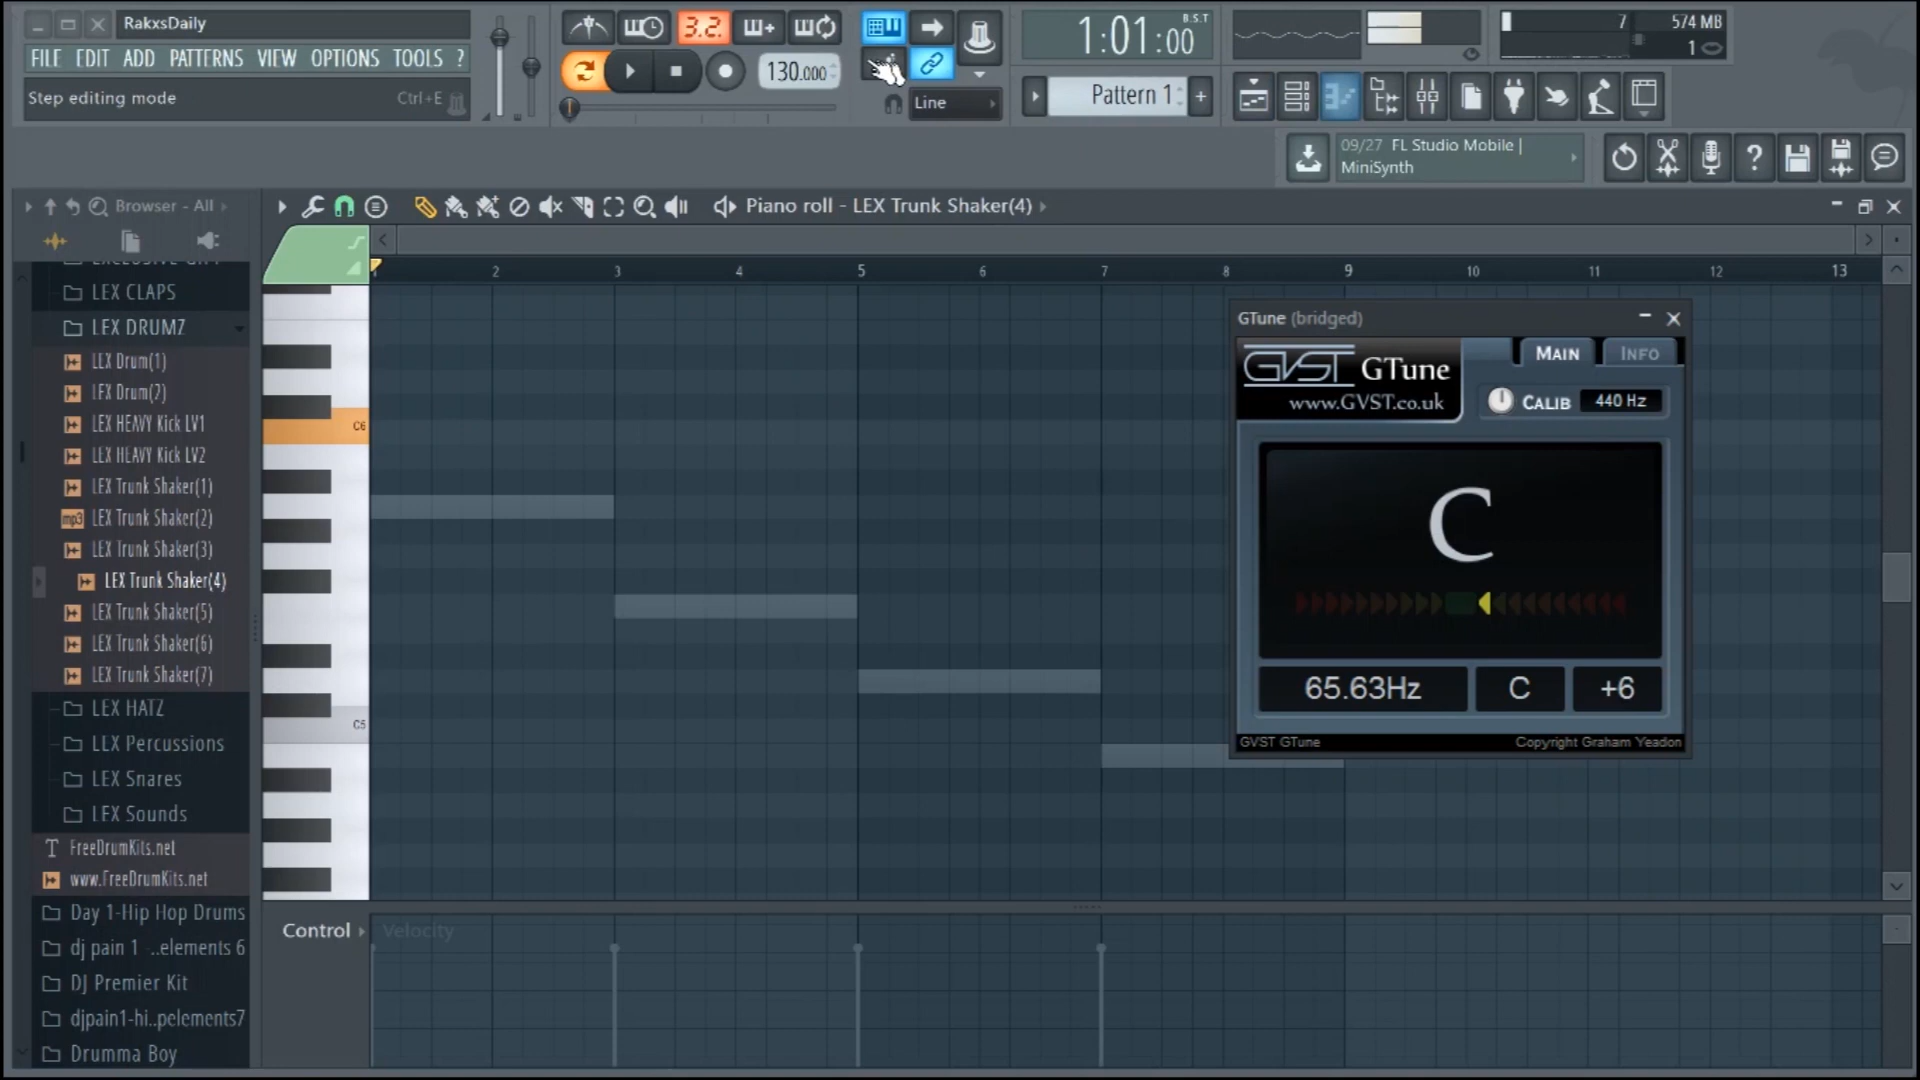 RakxsDaily
FILE EDIT ADD PATTERNS VIEW OPTIONS TOOLS ?
Step editing mode Ctrl+E
3.2.
130.000
Line
1:01:00 B.S.T
Pattern 1
+
7 574 MB
1
09/27 FL Studio Mobile |
MiniSynth
Browser - All
Piano roll - LEX Trunk Shaker(4)
2 3 4 5 6 7 8 9 10 11 12 13
LEX CLAPS
LEX DRUMZ
LEX Drum(1)
LEX Drum(2)
LEX HEAVY Kick LV1
LEX HEAVY Kick LV2
LEX Trunk Shaker(1)
mp3 LEX Trunk Shaker(2)
LEX Trunk Shaker(3)
LEX Trunk Shaker(4)
LEX Trunk Shaker(5)
LEX Trunk Shaker(6)
LEX Trunk Shaker(7)
LEX HATZ
LEX Percussions
LEX Snares
LEX Sounds
FreeDrumKits.net
www.FreeDrumKits.net
Day 1-Hip Hop Drums
dj pain 1 -..elements 6
DJ Premier Kit
djpain1-hi..pelements7
Drumma Boy
C6
C5
Control Velocity
GTune (bridged)
GVST GTune
www.GVST.co.uk
MAIN INFO
CALIB 440 Hz
C
65.63Hz C +6
GVST GTune Copyright Graham Yeadon